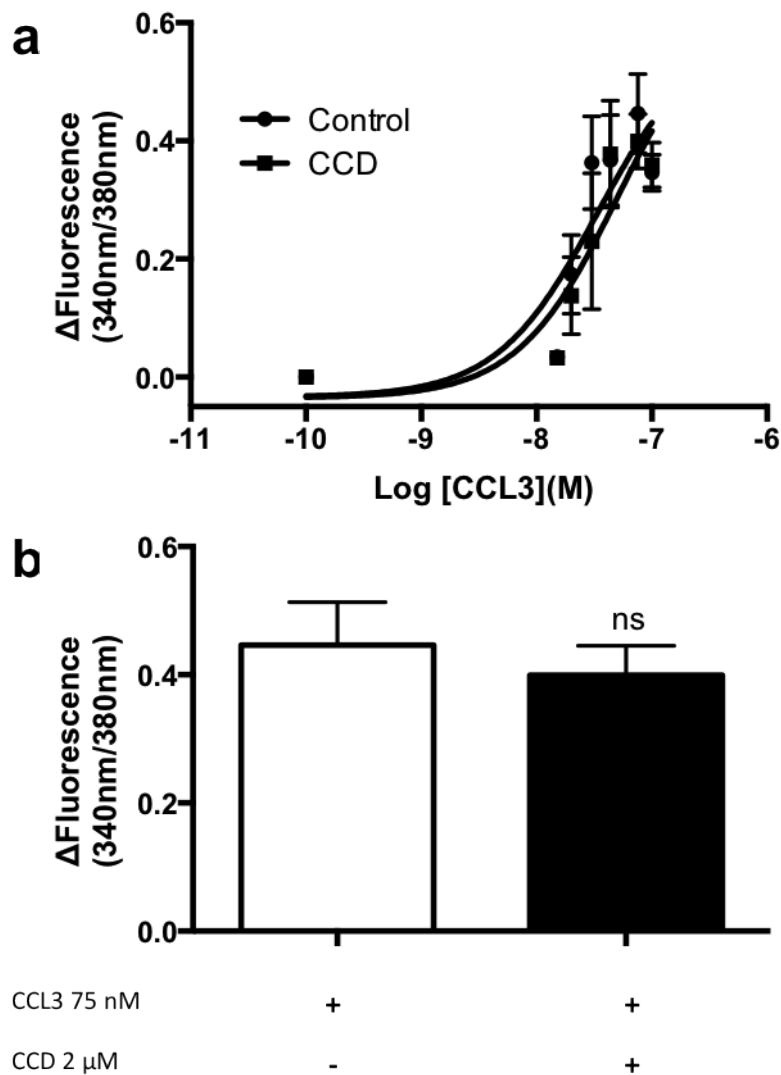 a
ΔFluorescence
(340nm/380nm)
0.6
0.4
0.2
0.0
Control
CCD
-11 -10 -9 -8 -7 -6
Log [CCL3](M)
b
ΔFluorescence
(340nm/380nm)
0.6
0.4
0.2
0.0
ns
CCL3 75 nM + +
CCD 2 μM - +